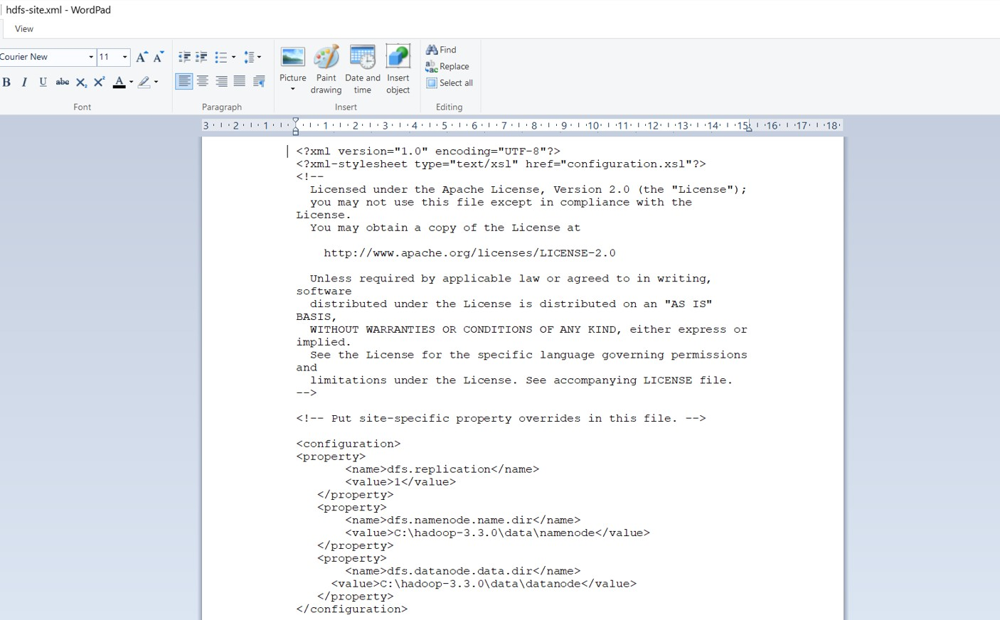 hdfs-site.xml - WordPad
View
Courier New 11 A A
B I U abc X₂ X² A
Font
Paragraph
Picture
Paint drawing
Date and time
Insert object
Insert
Find
Replace
Select all
Editing
3 2 1 1 2 3 4 5 6 7 8 9 10 11 12 13 14 15 16 17 18
<?xml version="1.0" encoding="UTF-8"?>
<?xml-stylesheet type="text/xsl" href="configuration.xsl"?>
<!--
  Licensed under the Apache License, Version 2.0 (the "License");
  you may not use this file except in compliance with the
License.
  You may obtain a copy of the License at

    http://www.apache.org/licenses/LICENSE-2.0

  Unless required by applicable law or agreed to in writing,
software
  distributed under the License is distributed on an "AS IS"
BASIS,
  WITHOUT WARRANTIES OR CONDITIONS OF ANY KIND, either express or
implied.
  See the License for the specific language governing permissions
and
  limitations under the License. See accompanying LICENSE file.
-->

<!-- Put site-specific property overrides in this file. -->

<configuration>
<property>
       <name>dfs.replication</name>
       <value>1</value>
   </property>
   <property>
       <name>dfs.namenode.name.dir</name>
       <value>C:\hadoop-3.3.0\data\namenode</value>
   </property>
   <property>
       <name>dfs.datanode.data.dir</name>
     <value>C:\hadoop-3.3.0\data\datanode</value>
   </property>
</configuration>